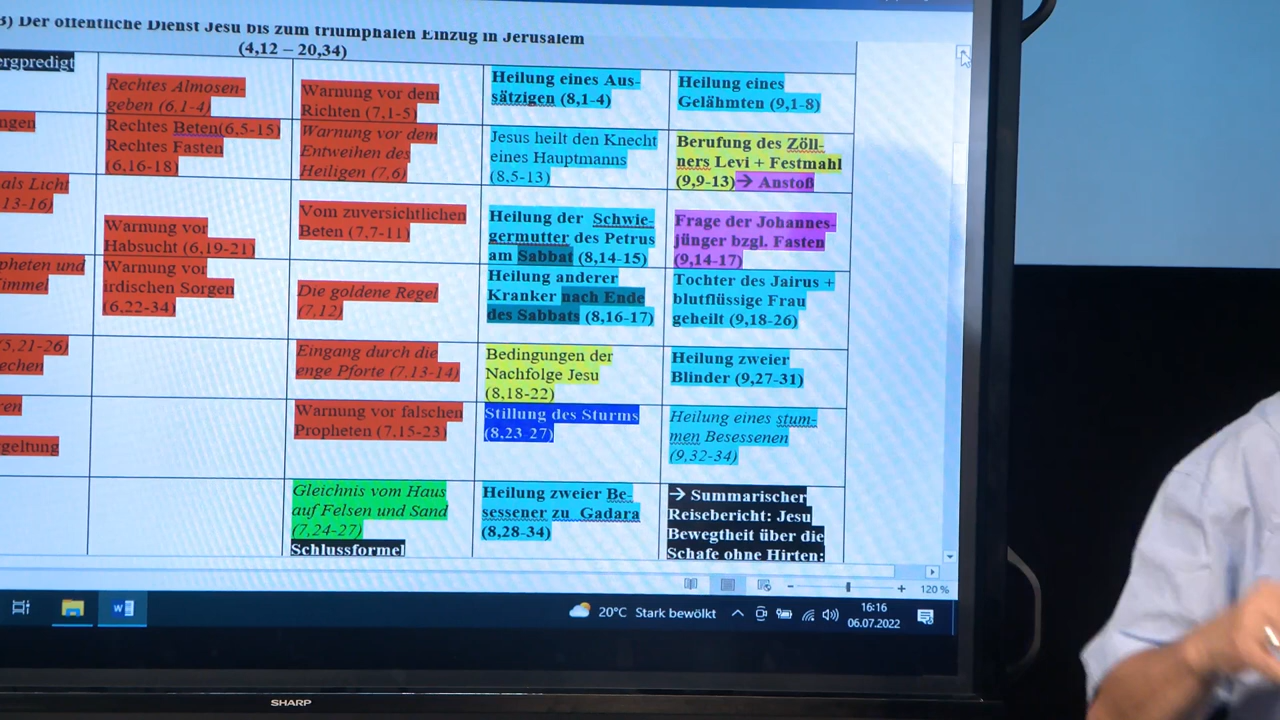 3) Der öffentliche Dienst Jesu bis zum triumphalen Einzug in Jerusalem
(4,12 – 20,34)
ergpredigt
ngen
als Licht
13-16)
pheten und
immel
(5,21-26)
echen
ren
rgeltung
Rechtes Almosen-
geben (6,1-4)
Rechtes Beten(6,5-15)
Rechtes Fasten
(6,16-18)
Warnung vor
Habsucht (6,19-21)
Warnung vor
irdischen Sorgen
(6,22-34)
Warnung vor dem
Richten (7,1-5)
Warnung vor dem
Entweihen des
Heiligen (7,6)
Vom zuversichtlichen
Beten (7,7-11)
Die goldene Regel
(7,12)
Eingang durch die
enge Pforte (7,13-14)
Warnung vor falschen
Propheten (7,15-23)
Gleichnis vom Haus
auf Felsen und Sand
(7,24-27)
Schlussformel
Heilung eines Aus-
sätzigen (8,1-4)
Jesus heilt den Knecht
eines Hauptmanns
(8,5-13)
Heilung der Schwie-
germutter des Petrus
am Sabbat (8,14-15)
Heilung anderer
Kranker nach Ende
des Sabbats (8,16-17)
Bedingungen der
Nachfolge Jesu
(8,18-22)
Stillung des Sturms
(8,23-27)
Heilung zweier Be-
sessener zu Gadara
(8,28-34)
Heilung eines
Gelähmten (9,1-8)
Berufung des Zöll-
ners Levi + Festmahl
(9,9-13)→ Anstoß
Frage der Johannes-
jünger bzgl. Fasten
(9,14-17)
Tochter des Jairus +
blutflüssige Frau
geheilt (9,18-26)
Heilung zweier
Blinder (9,27-31)
Heilung eines stum-
men Besessenen
(9,32-34)
→ Summarischer
Reisebericht: Jesu
Bewegtheit über die
Schafe ohne Hirten:
120 %
20°C Stark bewölkt
16:16
06.07.2022
SHARP